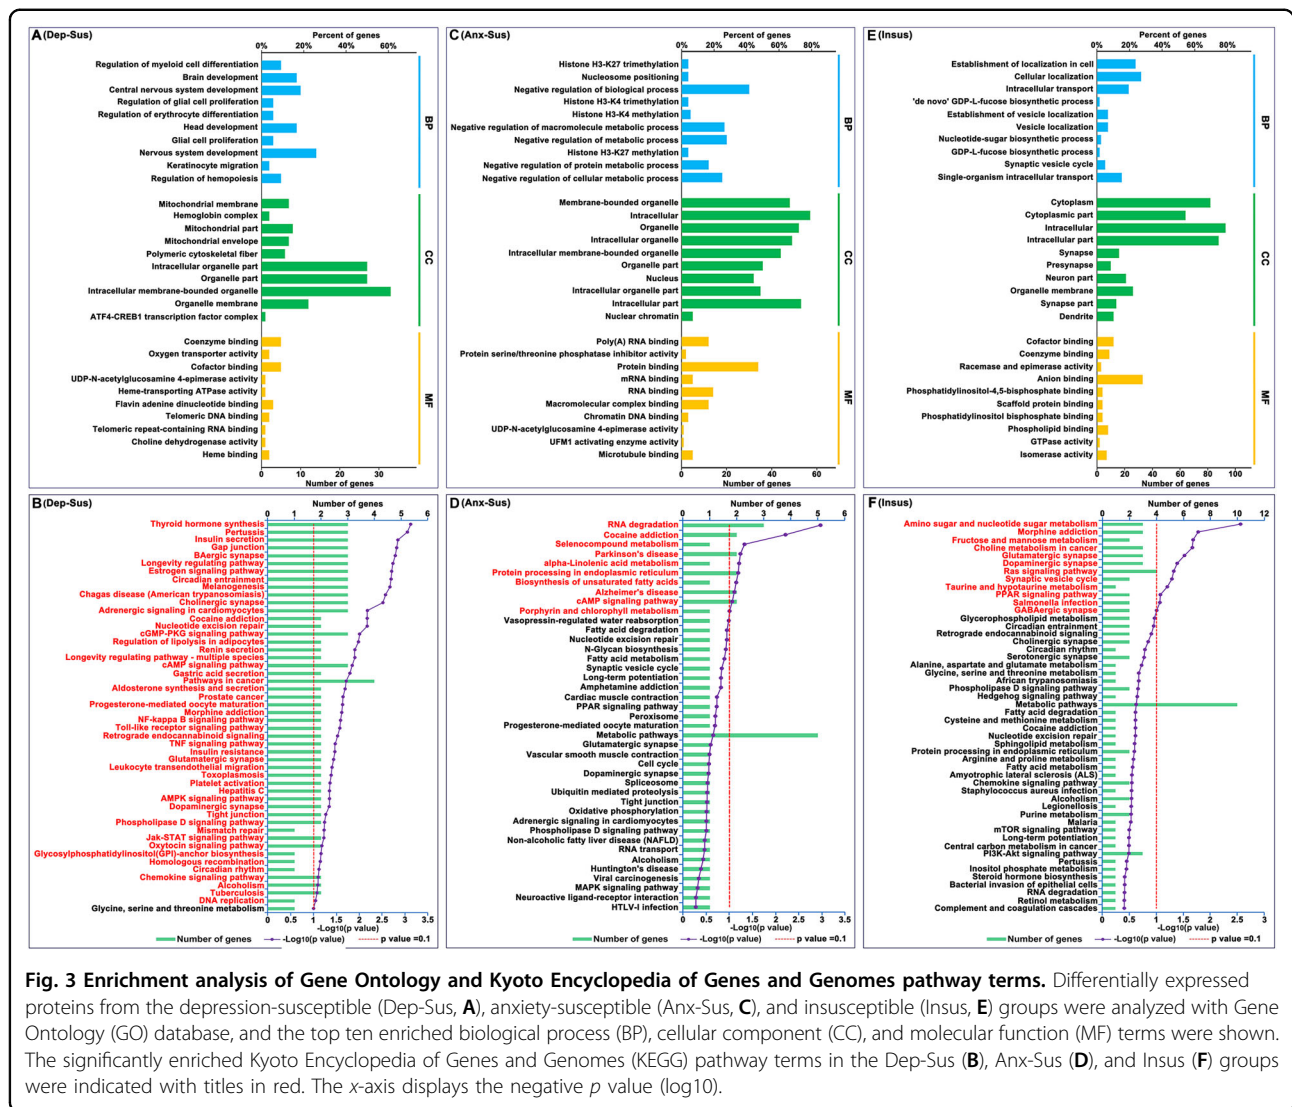 A (Dep-Sus)
Percent of genes
0% 20% 40% 60%
Regulation of myeloid cell differentiation
Brain development
Central nervous system development
Regulation of glial cell proliferation
Regulation of erythrocyte differentiation
Head development
Glial cell proliferation
Nervous system development
Keratinocyte migration
Regulation of hemopoiesis
BP
Mitochondrial membrane
Hemoglobin complex
Mitochondrial part
Mitochondrial envelope
Polymeric cytoskeletal fiber
Intracellular organelle part
Organelle part
Intracellular membrane-bounded organelle
Organelle membrane
ATF4-CREB1 transcription factor complex
CC
Coenzyme binding
Oxygen transporter activity
Cofactor binding
UDP-N-acetylglucosamine 4-epimerase activity
Heme-transporting ATPase activity
Flavin adenine dinucleotide binding
Telomeric DNA binding
Telomeric repeat-containing RNA binding
Choline dehydrogenase activity
Heme binding
MF
0 10 20 30
Number of genes
C (Anx-Sus)
Percent of genes
0% 20% 40% 60% 80%
Histone H3-K27 trimethylation
Nucleosome positioning
Negative regulation of biological process
Histone H3-K4 trimethylation
Histone H3-K4 methylation
Negative regulation of macromolecule metabolic process
Negative regulation of metabolic process
Histone H3-K27 methylation
Negative regulation of protein metabolic process
Negative regulation of cellular metabolic process
BP
Membrane-bounded organelle
Intracellular
Organelle
Intracellular organelle
Intracellular membrane-bounded organelle
Organelle part
Nucleus
Intracellular organelle part
Intracellular part
Nuclear chromatin
CC
Poly(A) RNA binding
Protein serine/threonine phosphatase inhibitor activity
Protein binding
mRNA binding
RNA binding
Macromolecular complex binding
Chromatin DNA binding
UDP-N-acetylglucosamine 4-epimerase activity
UFM1 activating enzyme activity
Microtubule binding
MF
0 20 40 60
Number of genes
E (Insus)
Percent of genes
0% 20% 40% 60% 80%
Establishment of localization in cell
Cellular localization
Intracellular transport
'de novo' GDP-L-fucose biosynthetic process
Establishment of vesicle localization
Vesicle localization
Nucleotide-sugar biosynthetic process
GDP-L-fucose biosynthetic process
Synaptic vesicle cycle
Single-organism intracellular transport
BP
Cytoplasm
Cytoplasmic part
Intracellular
Intracellular part
Synapse
Presynapse
Neuron part
Organelle membrane
Synapse part
Dendrite
CC
Cofactor binding
Coenzyme binding
Racemase and epimerase activity
Anion binding
Phosphatidylinositol-4,5-bisphosphate binding
Scaffold protein binding
Phosphatidylinositol bisphosphate binding
Phospholipid binding
GTPase activity
Isomerase activity
MF
0 20 40 60 80 100
Number of genes
B (Dep-Sus)
Number of genes
0 1 2 3 4 5 6
Thyroid hormone synthesis
Pertussis
Insulin secretion
Gap junction
BAergic synapse
Longevity regulating pathway
Estrogen signaling pathway
Circadian entrainment
Melanogenesis
Chagas disease (American trypanosomiasis)
Cholinergic synapse
Adrenergic signaling in cardiomyocytes
Cocaine addiction
Nucleotide excision repair
cGMP-PKG signaling pathway
Regulation of lipolysis in adipocytes
Renin secretion
Longevity regulating pathway - multiple species
cAMP signaling pathway
Gastric acid secretion
Pathways in cancer
Aldosterone synthesis and secretion
Prostate cancer
Progesterone-mediated oocyte maturation
Morphine addiction
NF-kappa B signaling pathway
Toll-like receptor signaling pathway
Retrograde endocannabinoid signaling
TNF signaling pathway
Insulin resistance
Glutamatergic synapse
Leukocyte transendothelial migration
Toxoplasmosis
Platelet activation
Hepatitis C
AMPK signaling pathway
Dopaminergic synapse
Tight junction
Phospholipase D signaling pathway
Mismatch repair
Jak-STAT signaling pathway
Oxytocin signaling pathway
Glycosylphosphatidylinositol(GPI)-anchor biosynthesis
Homologous recombination
Circadian rhythm
Chemokine signaling pathway
Alcoholism
Tuberculosis
DNA replication
Glycine, serine and threonine metabolism
0 0.5 1 1.5 2 2.5 3 3.5
-Log10(p value)
Number of genes -Log10(p value) p value =0.1
D (Anx-Sus)
Number of genes
0 1 2 3 4 5 6
RNA degradation
Cocaine addiction
Selenocompound metabolism
Parkinson's disease
alpha-Linolenic acid metabolism
Protein processing in endoplasmic reticulum
Biosynthesis of unsaturated fatty acids
Alzheimer's disease
cAMP signaling pathway
Porphyrin and chlorophyll metabolism
Vasopressin-regulated water reabsorption
Fatty acid degradation
Nucleotide excision repair
N-Glycan biosynthesis
Fatty acid metabolism
Synaptic vesicle cycle
Long-term potentiation
Amphetamine addiction
Cardiac muscle contraction
PPAR signaling pathway
Peroxisome
Progesterone-mediated oocyte maturation
Metabolic pathways
Glutamatergic synapse
Vascular smooth muscle contraction
Cell cycle
Dopaminergic synapse
Spliceosome
Ubiquitin mediated proteolysis
Tight junction
Oxidative phosphorylation
Adrenergic signaling in cardiomyocytes
Phospholipase D signaling pathway
Non-alcoholic fatty liver disease (NAFLD)
RNA transport
Alcoholism
Huntington's disease
Viral carcinogenesis
MAPK signaling pathway
Neuroactive ligand-receptor interaction
HTLV-I infection
0 0.5 1 1.5 2 2.5 3 3.5
-Log10(p value)
Number of genes -Log10(p value) p value =0.1
F (Insus)
Number of genes
0 2 4 6 8 10 12
Amino sugar and nucleotide sugar metabolism
Morphine addiction
Fructose and mannose metabolism
Choline metabolism in cancer
Glutamatergic synapse
Dopaminergic synapse
Ras signaling pathway
Synaptic vesicle cycle
Taurine and hypotaurine metabolism
PPAR signaling pathway
Salmonella infection
GABAergic synapse
Glycerophospholipid metabolism
Circadian entrainment
Retrograde endocannabinoid signaling
Cholinergic synapse
Circadian rhythm
Serotonergic synapse
Alanine, aspartate and glutamate metabolism
Glycine, serine and threonine metabolism
African trypanosomiasis
Phospholipase D signaling pathway
Hedgehog signaling pathway
Metabolic pathways
Fatty acid degradation
Cysteine and methionine metabolism
Cocaine addiction
Nucleotide excision repair
Sphingolipid metabolism
Protein processing in endoplasmic reticulum
Arginine and proline metabolism
Fatty acid metabolism
Amyotrophic lateral sclerosis (ALS)
Chemokine signaling pathway
Staphylococcus aureus infection
Alcoholism
Legionellosis
Purine metabolism
Malaria
mTOR signaling pathway
Long-term potentiation
Central carbon metabolism in cancer
PI3K-Akt signaling pathway
Pertussis
Inositol phosphate metabolism
Steroid hormone biosynthesis
Bacterial invasion of epithelial cells
RNA degradation
Retinol metabolism
Complement and coagulation cascades
0 0.5 1 1.5 2 2.5 3
-Log10(p value)
Number of genes -Log10(p value) p value =0.1
Fig. 3 Enrichment analysis of Gene Ontology and Kyoto Encyclopedia of Genes and Genomes pathway terms. Differentially expressed
proteins from the depression-susceptible (Dep-Sus, A), anxiety-susceptible (Anx-Sus, C), and insusceptible (Insus, E) groups were analyzed with Gene
Ontology (GO) database, and the top ten enriched biological process (BP), cellular component (CC), and molecular function (MF) terms were shown.
The significantly enriched Kyoto Encyclopedia of Genes and Genomes (KEGG) pathway terms in the Dep-Sus (B), Anx-Sus (D), and Insus (F) groups
were indicated with titles in red. The x-axis displays the negative p value (log10).